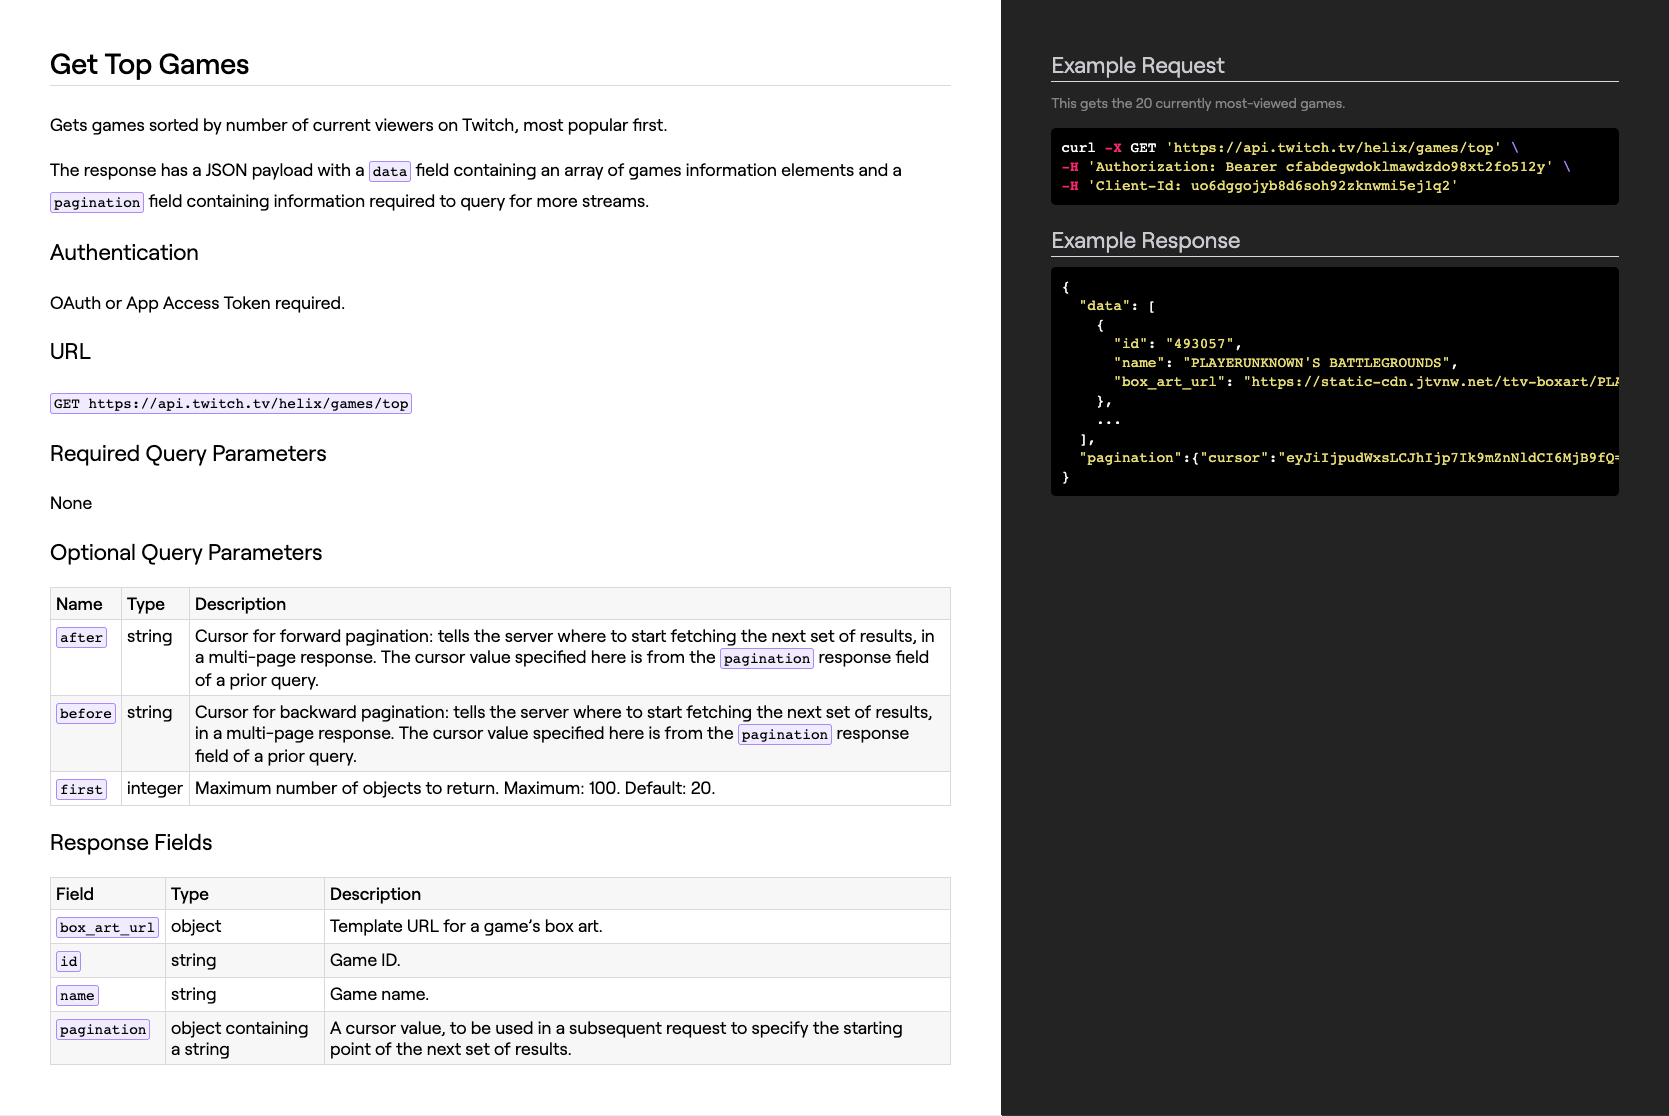 Get Top Games
Gets games sorted by number of current viewers on Twitch, most popular first.
The response has a JSON payload with a data field containing an array of games information elements and a
pagination field containing information required to query for more streams.
Authentication
OAuth or App Access Token required.
URL
GET https://api.twitch.tv/helix/games/top
Required Query Parameters
None
Optional Query Parameters
Name Type Description
after string Cursor for forward pagination: tells the server where to start fetching the next set of results, in
a multi-page response. The cursor value specified here is from the pagination response field
of a prior query.
before string Cursor for backward pagination: tells the server where to start fetching the next set of results,
in a multi-page response. The cursor value specified here is from the pagination response
field of a prior query.
first integer Maximum number of objects to return. Maximum: 100. Default: 20.
Response Fields
Field Type Description
box_art_url object Template URL for a game’s box art.
id string Game ID.
name string Game name.
pagination object containing A cursor value, to be used in a subsequent request to specify the starting
a string point of the next set of results.
Example Request
This gets the 20 currently most-viewed games.
curl -X GET 'https://api.twitch.tv/helix/games/top' \
-H 'Authorization: Bearer cfabdegwdoklmawdzdo98xt2fo512y' \
-H 'Client-Id: uo6dggojyb8d6soh92zknwmi5ej1q2'
Example Response
{
"data": [
{
"id": "493057",
"name": "PLAYERUNKNOWN'S BATTLEGROUNDS",
"box_art_url": "https://static-cdn.jtvnw.net/ttv-boxart/PLA
},
...
],
"pagination":{"cursor":"eyJiIjpudWxsLCJhIjp7Ik9mZnNldCI6MjB9fQ=
}